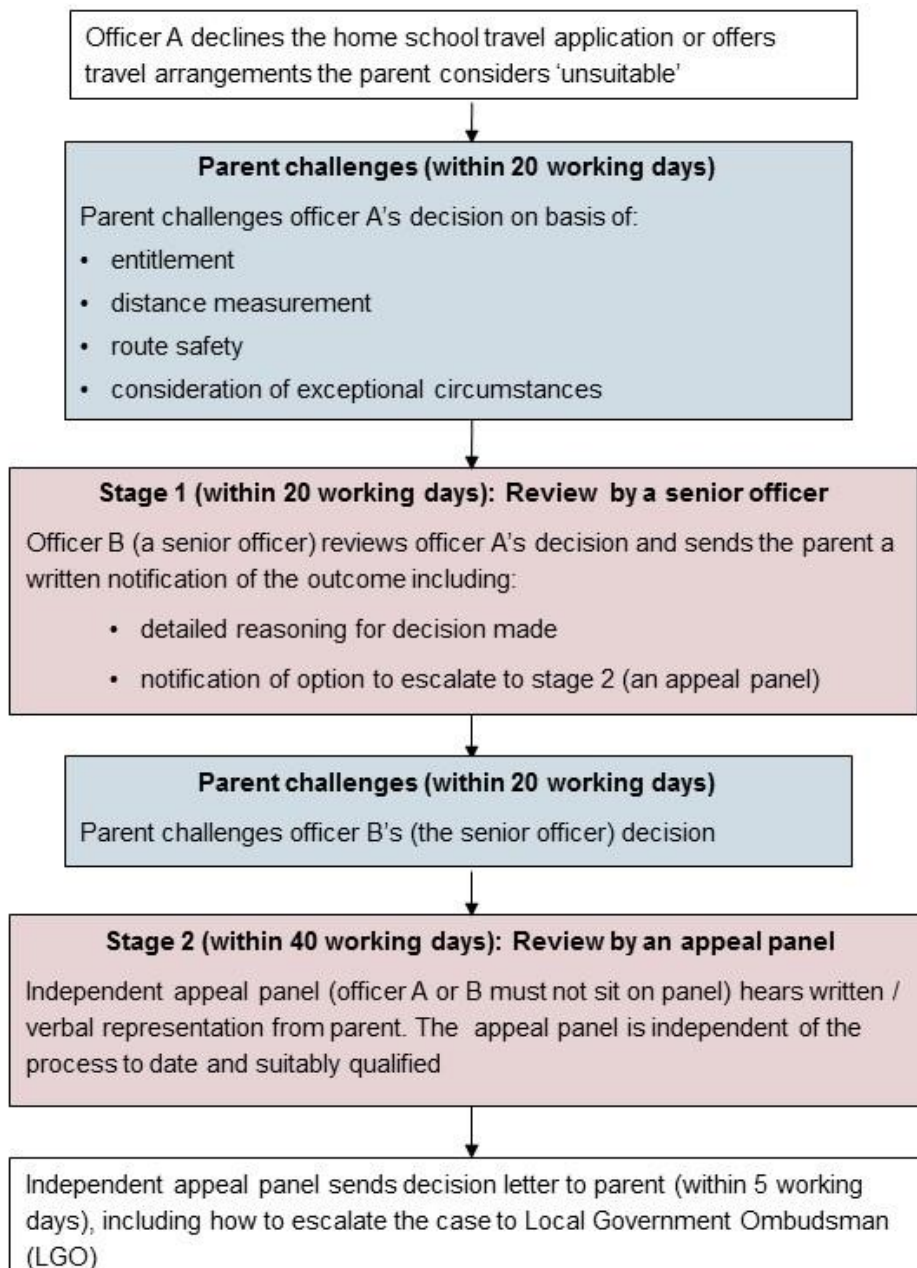 Officer A declines the home school travel application or offers
travel arrangements the parent considers ‘unsuitable’
Parent challenges (within 20 working days)
Parent challenges officer A’s decision on basis of:
• entitlement
• distance measurement
• route safety
• consideration of exceptional circumstances
Stage 1 (within 20 working days): Review by a senior officer
Officer B (a senior officer) reviews officer A’s decision and sends the parent a
written notification of the outcome including:
• detailed reasoning for decision made
• notification of option to escalate to stage 2 (an appeal panel)
Parent challenges (within 20 working days)
Parent challenges officer B’s (the senior officer) decision
Stage 2 (within 40 working days): Review by an appeal panel
Independent appeal panel (officer A or B must not sit on panel) hears written /
verbal representation from parent. The appeal panel is independent of the
process to date and suitably qualified
Independent appeal panel sends decision letter to parent (within 5 working
days), including how to escalate the case to Local Government Ombudsman
(LGO)